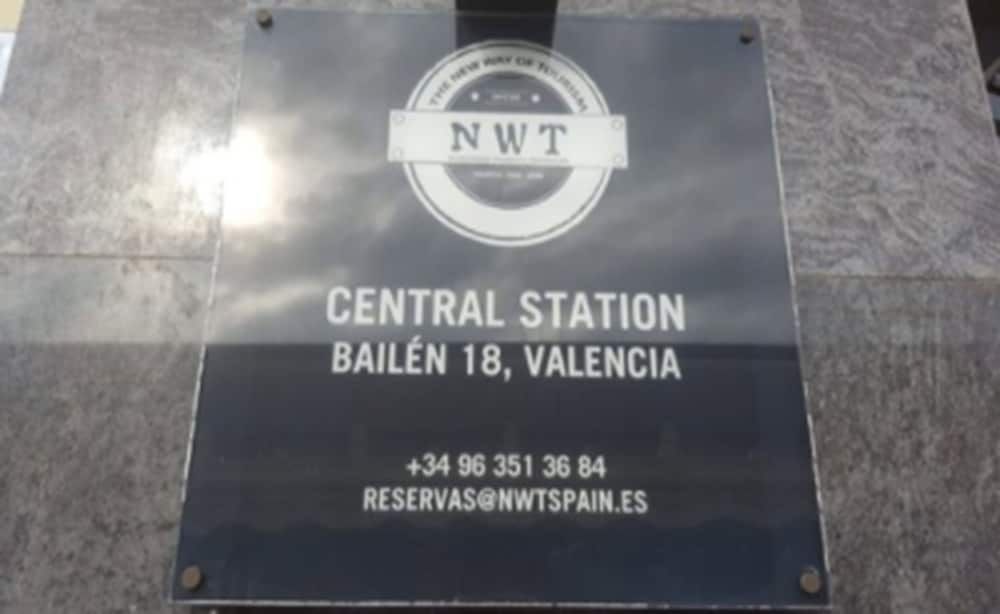 THE NEW WAY OF TOURISM
NWT
CENTRAL STATION
BAILÉN 18, VALENCIA
+34 96 351 36 84
RESERVAS@NWTSPAIN.ES